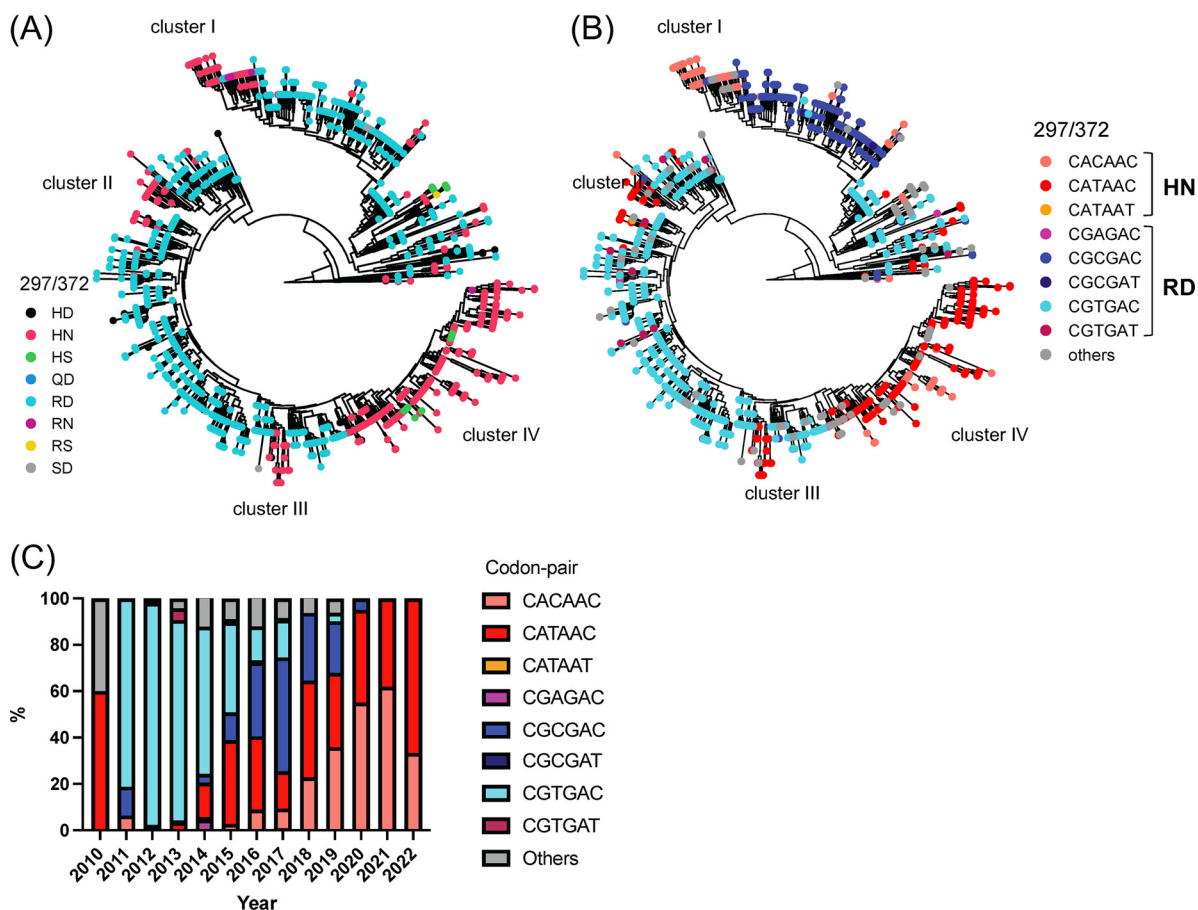 (A)
cluster I
cluster II
297/372
HD
HN
HS
QD
RD
RN
RS
SD
cluster III
cluster IV
(B)
cluster I
cluster II
cluster III
cluster IV
297/372
CACAAC
CATAAC
CATAAT
HN
CGAGAC
CGCGAC
CGCGAT
CGTGAC
CGTGAT
RD
others
(C)
%
100
80
60
40
20
0
2010 2011 2012 2013 2014 2015 2016 2017 2018 2019 2020 2021 2022
Year
Codon-pair
CACAAC
CATAAC
CATAAT
CGAGAC
CGCGAC
CGCGAT
CGTGAC
CGTGAT
Others